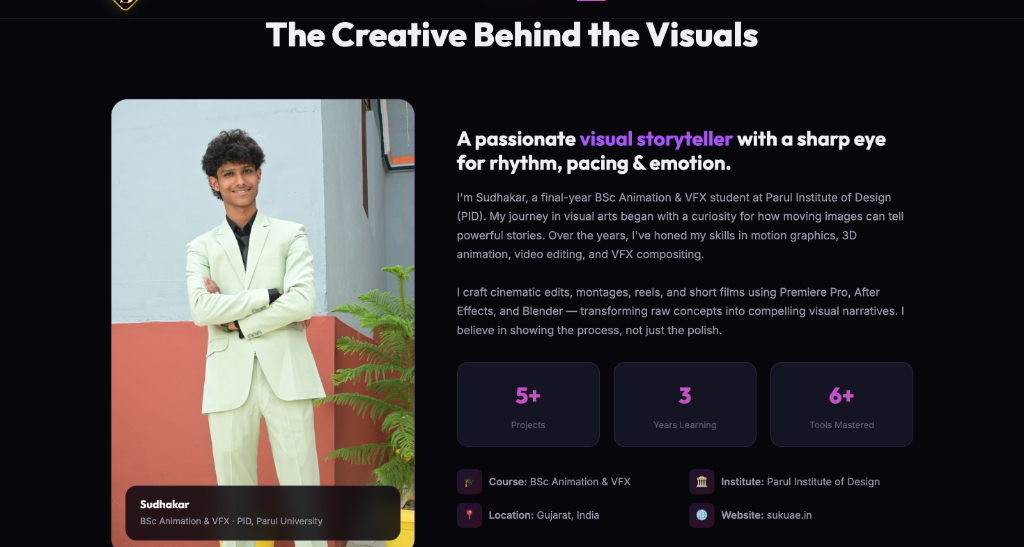 The Creative Behind the Visuals
A passionate visual storyteller with a sharp eye
for rhythm, pacing & emotion.
I'm Sudhakar, a final-year BSc Animation & VFX student at Parul Institute of Design
(PID). My journey in visual arts began with a curiosity for how moving images can tell
powerful stories. Over the years, I've honed my skills in motion graphics, 3D
animation, video editing, and VFX compositing.
I craft cinematic edits, montages, reels, and short films using Premiere Pro, After
Effects, and Blender — transforming raw concepts into compelling visual narratives. I
believe in showing the process, not just the polish.
5+
Projects
3
Years Learning
6+
Tools Mastered
Course: BSc Animation & VFX
Institute: Parul Institute of Design
Location: Gujarat, India
Website: sukuae.in
Sudhakar
BSc Animation & VFX · PID, Parul University